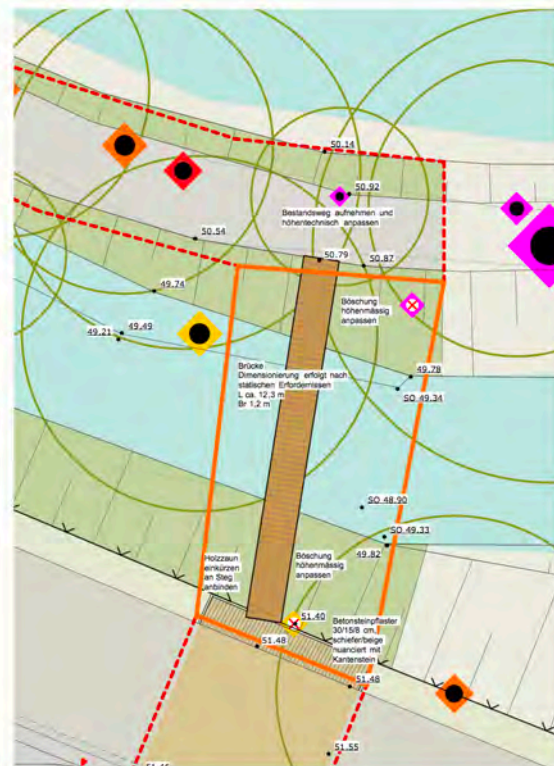 50.14
50.92
Bestandsweg aufnehmen und
höhentechnisch anpassen
50.54
50.79
50.87
49.74
Böschung
höhenmässig
anpassen
49.49
49.21
49.78
Brücke
Dimensionierung erfolgt nach
statischen Erfordernissen
L ca. 12,3 m
Br 1,2 m
SO 49.34
SO 48.90
SO 49.33
49.82
Holzzaun
einkürzen
an Steg
anbinden
Böschung
höhenmässig
anpassen
51.40
Betonsteinpflaster
30/15/8 cm,
schiefer/beige
nuanciert mit
Kantenstein
51.48
51.48
51.55